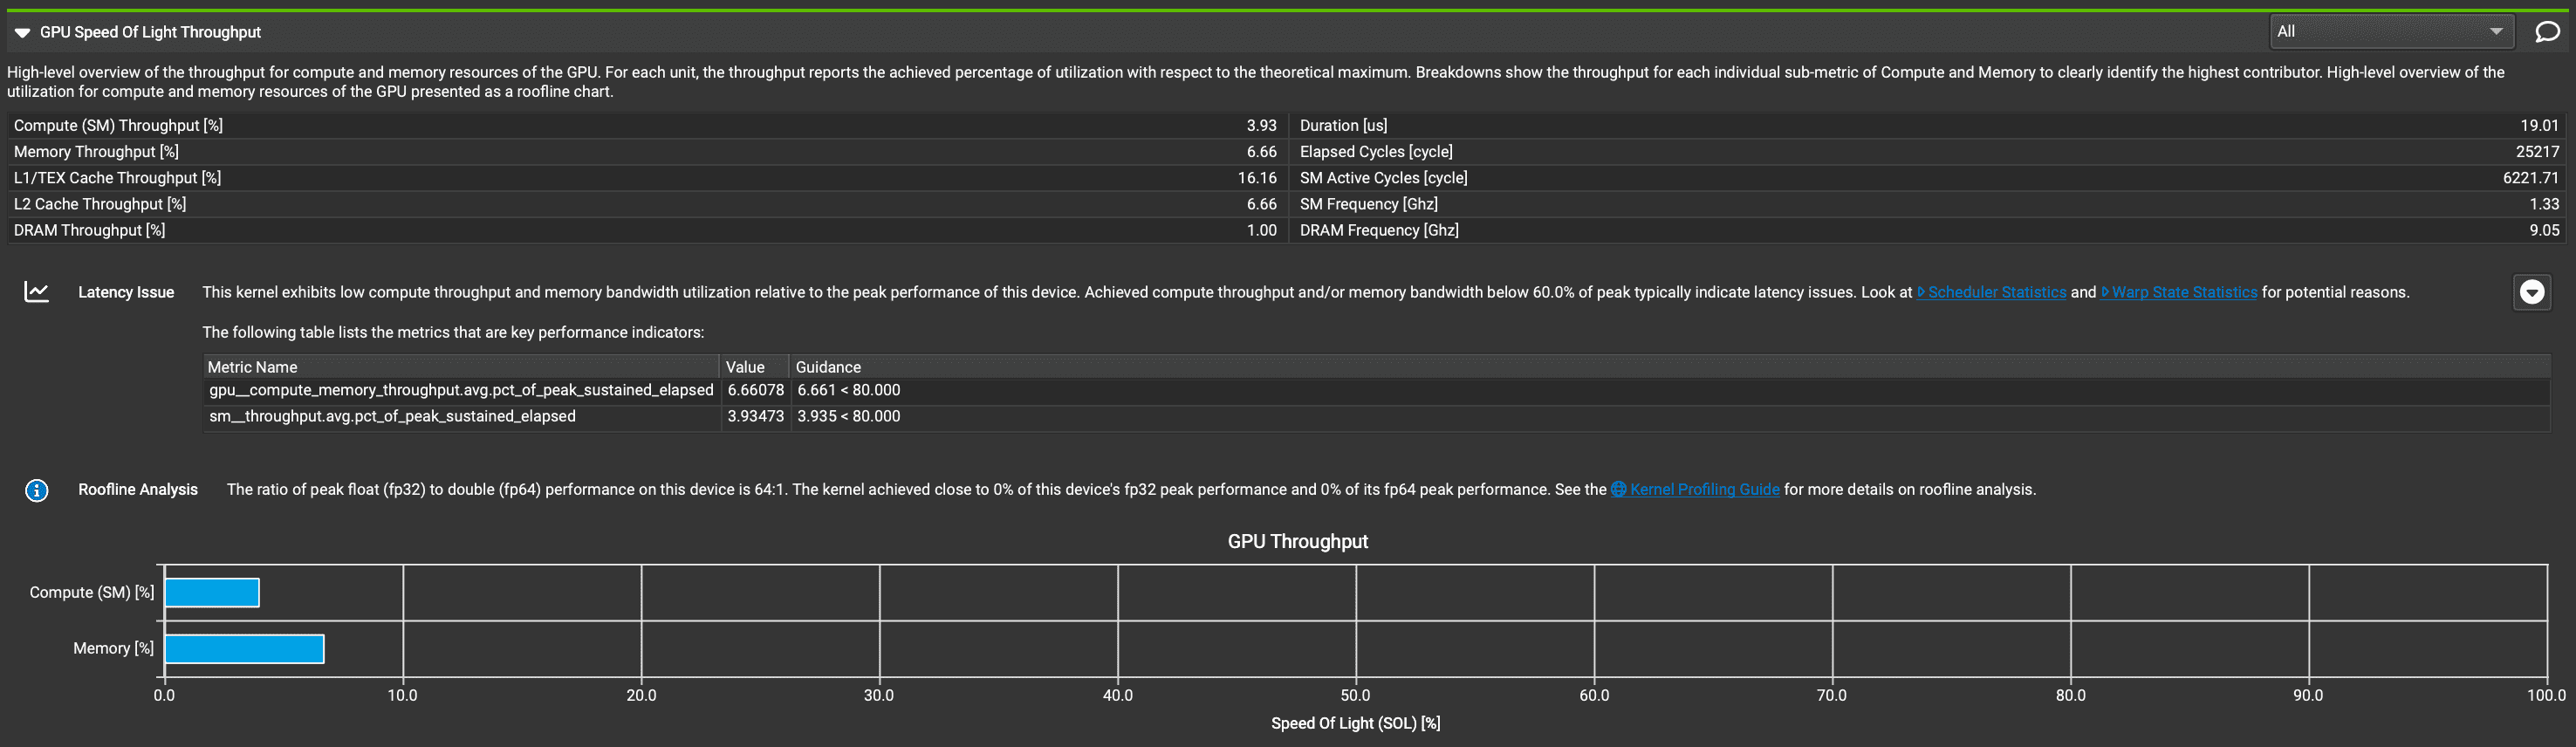 GPU Speed Of Light Throughput
All
High-level overview of the throughput for compute and memory resources of the GPU. For each unit, the throughput reports the achieved percentage of utilization with respect to the theoretical maximum. Breakdowns show the throughput for each individual sub-metric of Compute and Memory to clearly identify the highest contributor. High-level overview of the
utilization for compute and memory resources of the GPU presented as a roofline chart.
Compute (SM) Throughput [%] 3.93 Duration [us] 19.01
Memory Throughput [%] 6.66 Elapsed Cycles [cycle] 25217
L1/TEX Cache Throughput [%] 16.16 SM Active Cycles [cycle] 6221.71
L2 Cache Throughput [%] 6.66 SM Frequency [Ghz] 1.33
DRAM Throughput [%] 1.00 DRAM Frequency [Ghz] 9.05
Latency Issue This kernel exhibits low compute throughput and memory bandwidth utilization relative to the peak performance of this device. Achieved compute throughput and/or memory bandwidth below 60.0% of peak typically indicate latency issues. Look at Scheduler Statistics and Warp State Statistics for potential reasons.
The following table lists the metrics that are key performance indicators:
Metric Name Value Guidance
gpu__compute_memory_throughput.avg.pct_of_peak_sustained_elapsed 6.66078 6.661 < 80.000
sm__throughput.avg.pct_of_peak_sustained_elapsed 3.93473 3.935 < 80.000
Roofline Analysis The ratio of peak float (fp32) to double (fp64) performance on this device is 64:1. The kernel achieved close to 0% of this device's fp32 peak performance and 0% of its fp64 peak performance. See the Kernel Profiling Guide for more details on roofline analysis.
GPU Throughput
Compute (SM) [%]
Memory [%]
0.0 10.0 20.0 30.0 40.0 50.0 60.0 70.0 80.0 90.0 100.0
Speed Of Light (SOL) [%]